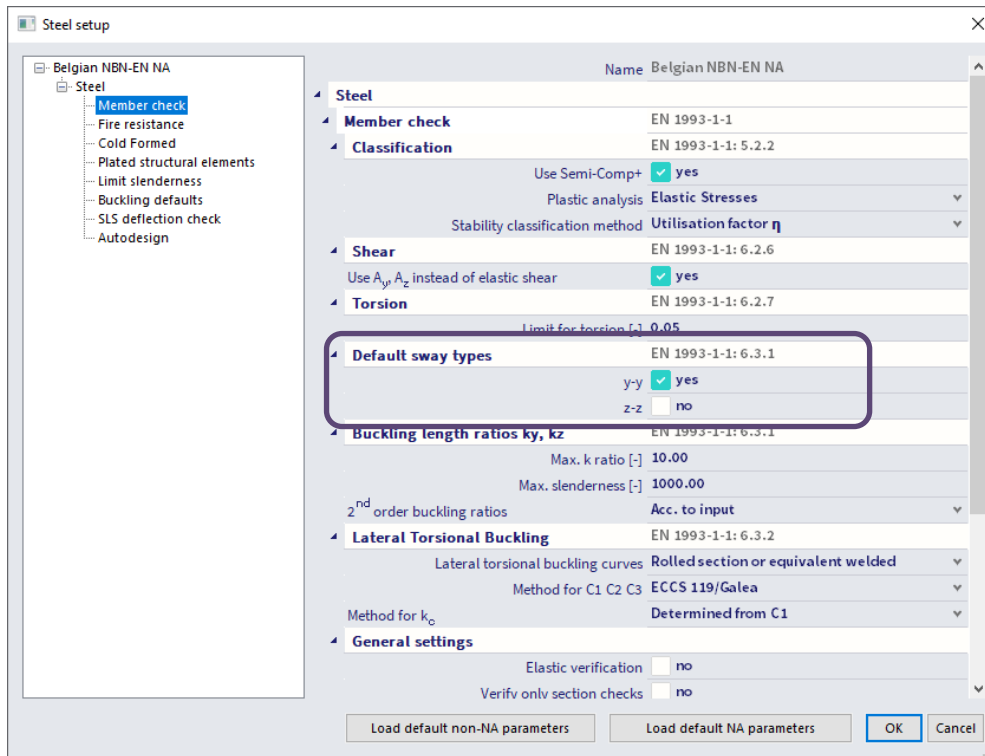 Steel setup
Belgian NBN-EN NA
Steel
Member check
Fire resistance
Cold Formed
Plated structural elements
Limit slenderness
Buckling defaults
SLS deflection check
Autodesign
Name Belgian NBN-EN NA
Steel
Member check EN 1993-1-1
Classification EN 1993-1-1: 5.2.2
Use Semi-Comp+ yes
Plastic analysis Elastic Stresses
Stability classification method Utilisation factor η
Shear EN 1993-1-1: 6.2.6
Use Ay, Az instead of elastic shear yes
Torsion EN 1993-1-1: 6.2.7
Limit for torsion [-] 0.05
Default sway types EN 1993-1-1: 6.3.1
y-y yes
z-z no
Buckling length ratios ky, kz EN 1993-1-1: 6.3.1
Max. k ratio [-] 10.00
Max. slenderness [-] 1000.00
2nd order buckling ratios Acc. to input
Lateral Torsional Buckling EN 1993-1-1: 6.3.2
Lateral torsional buckling curves Rolled section or equivalent welded
Method for C1 C2 C3 ECCS 119/Galea
Method for kc Determined from C1
General settings
Elastic verification no
Verify only section checks no
Load default non-NA parameters Load default NA parameters OK Cancel